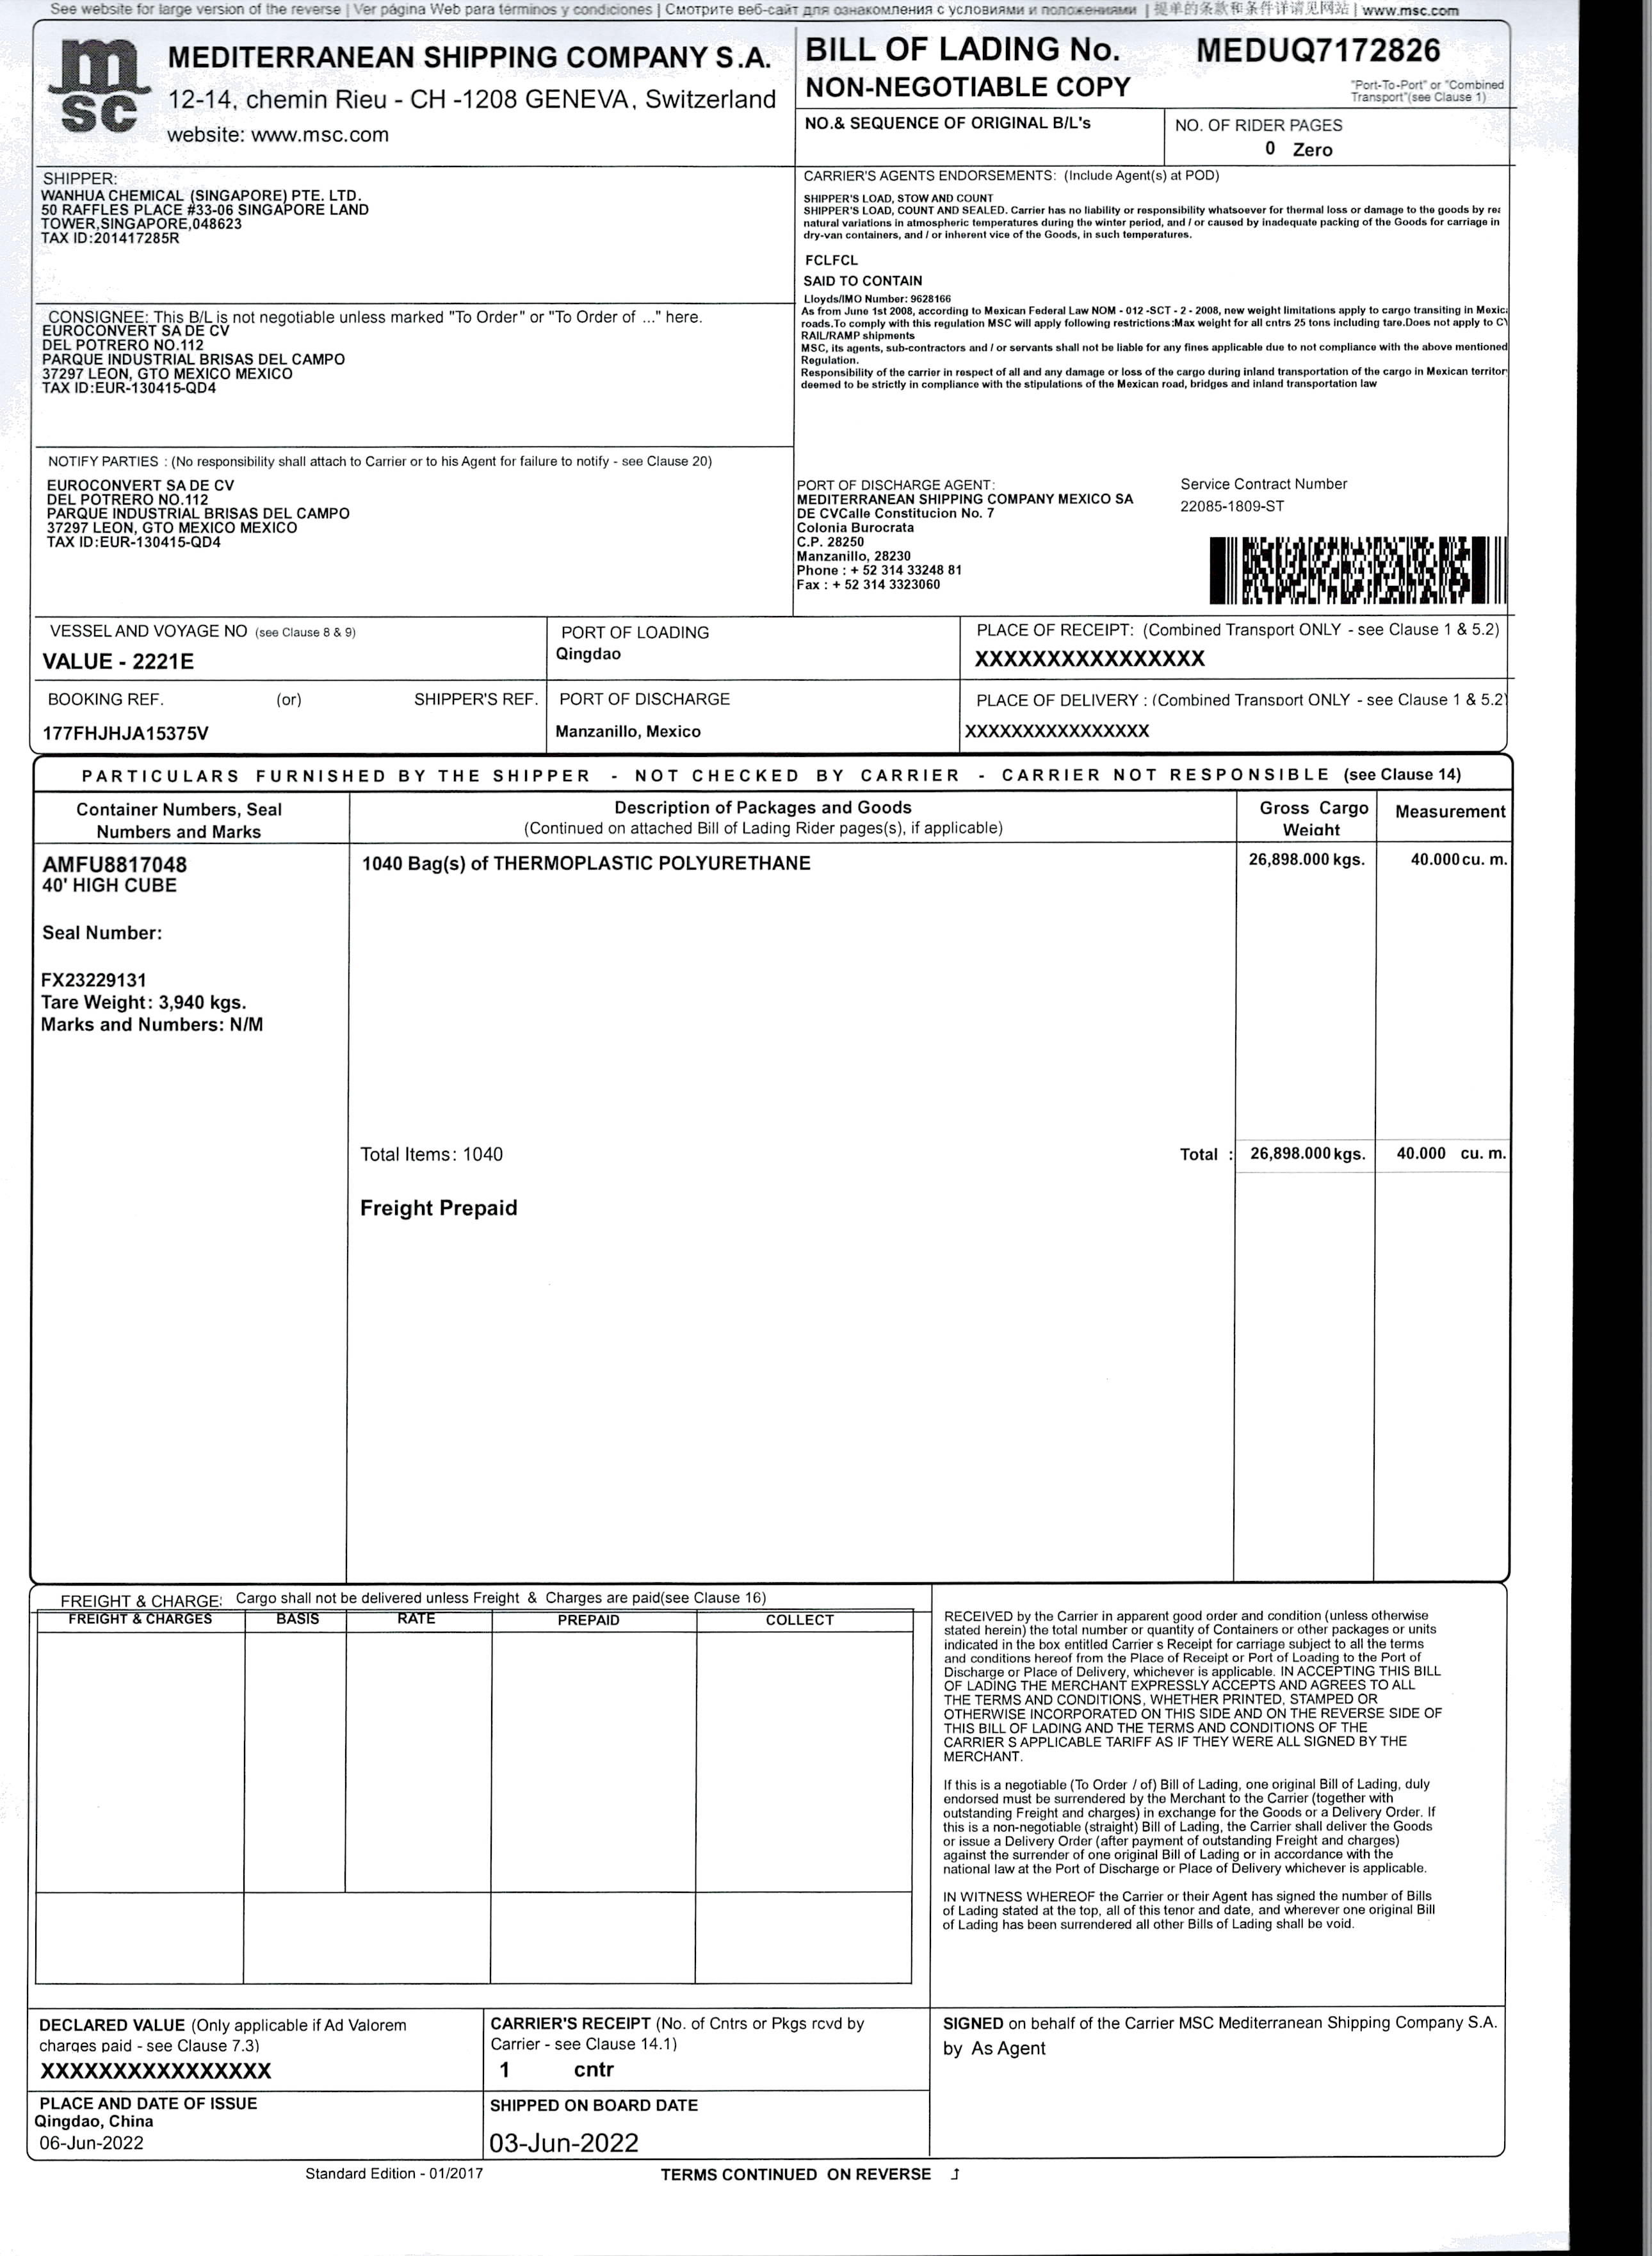 See website for large version of the reverse | Ver página Web para términos y condiciones | Смотрите веб-сайт для ознакомления с условиями и положениями | 提单的条款和条件详请见网站 | www.msc.com
msc
MEDITERRANEAN SHIPPING COMPANY S.A.
12-14, chemin Rieu - CH -1208 GENEVA, Switzerland
website: www.msc.com
BILL OF LADING No. MEDUQ7172826
NON-NEGOTIABLE COPY
"Port-To-Port" or "Combined
Transport"(see Clause 1)
NO.& SEQUENCE OF ORIGINAL B/L's
NO. OF RIDER PAGES
0 Zero
SHIPPER:
WANHUA CHEMICAL (SINGAPORE) PTE. LTD.
50 RAFFLES PLACE #33-06 SINGAPORE LAND
TOWER,SINGAPORE,048623
TAX ID:201417285R
CARRIER'S AGENTS ENDORSEMENTS: (Include Agent(s) at POD)
SHIPPER'S LOAD, STOW AND COUNT
SHIPPER'S LOAD, COUNT AND SEALED. Carrier has no liability or responsibility whatsoever for thermal loss or damage to the goods by
natural variations in atmospheric temperatures during the winter period, and / or caused by inadequate packing of the Goods for carriage in
dry-van containers, and / or inherent vice of the Goods, in such temperatures.
FCLFCL
SAID TO CONTAIN
Lloyds/IMO Number: 9628166
As from June 1st 2008, according to Mexican Federal Law NOM - 012 -SCT - 2 - 2008, new weight limitations apply to cargo transiting in Mexic
roads.To comply with this regulation MSC will apply following restrictions:Max weight for all cntrs 25 tons including tare.Does not apply to
RAIL/RAMP shipments
MSC, its agents, sub-contractors and / or servants shall not be liable for any fines applicable due to not compliance with the above mentioned
Regulation.
Responsibility of the carrier in respect of all and any damage or loss of the cargo during inland transportation of the cargo in Mexican territor
deemed to be strictly in compliance with the stipulations of the Mexican road, bridges and inland transportation law
CONSIGNEE: This B/L is not negotiable unless marked "To Order" or "To Order of ..." here.
EUROCONVERT SA DE CV
DEL POTRERO NO.112
PARQUE INDUSTRIAL BRISAS DEL CAMPO
37297 LEON, GTO MEXICO MEXICO
TAX ID:EUR-130415-QD4
NOTIFY PARTIES : (No responsibility shall attach to Carrier or to his Agent for failure to notify - see Clause 20)
EUROCONVERT SA DE CV
DEL POTRERO NO.112
PARQUE INDUSTRIAL BRISAS DEL CAMPO
37297 LEON, GTO MEXICO MEXICO
TAX ID:EUR-130415-QD4
PORT OF DISCHARGE AGENT:
MEDITERRANEAN SHIPPING COMPANY MEXICO SA
DE CVCalle Constitucion No. 7
Colonia Burocrata
C.P. 28250
Manzanillo, 28230
Phone : + 52 314 33248 81
Fax : + 52 314 3323060
Service Contract Number
22085-1809-ST
VESSEL AND VOYAGE NO (see Clause 8 & 9)
VALUE - 2221E
PORT OF LOADING
Qingdao
PLACE OF RECEIPT: (Combined Transport ONLY - see Clause 1 & 5.2)
XXXXXXXXXXXXXXXX
BOOKING REF. (or) SHIPPER'S REF.
177FHJHJA15375V
PORT OF DISCHARGE
Manzanillo, Mexico
PLACE OF DELIVERY : (Combined Transport ONLY - see Clause 1 & 5.2)
XXXXXXXXXXXXXXX
PARTICULARS FURNISHED BY THE SHIPPER - NOT CHECKED BY CARRIER - CARRIER NOT RESPONSIBLE (see Clause 14)
Container Numbers, Seal
Numbers and Marks
Description of Packages and Goods
(Continued on attached Bill of Lading Rider pages(s), if applicable)
Gross Cargo
Weight
Measurement
AMFU8817048
40' HIGH CUBE
1040 Bag(s) of THERMOPLASTIC POLYURETHANE
26,898.000 kgs.
40.000 cu. m.
Seal Number:
FX23229131
Tare Weight: 3,940 kgs.
Marks and Numbers: N/M
Total Items: 1040
Total : 26,898.000 kgs. 40.000 cu. m.
Freight Prepaid
FREIGHT & CHARGE: Cargo shall not be delivered unless Freight & Charges are paid(see Clause 16)
FREIGHT & CHARGES BASIS RATE PREPAID COLLECT
RECEIVED by the Carrier in apparent good order and condition (unless otherwise
stated herein) the total number or quantity of Containers or other packages or units
indicated in the box entitled Carrier s Receipt for carriage subject to all the terms
and conditions hereof from the Place of Receipt or Port of Loading to the Port of
Discharge or Place of Delivery, whichever is applicable. IN ACCEPTING THIS BILL
OF LADING THE MERCHANT EXPRESSLY ACCEPTS AND AGREES TO ALL
THE TERMS AND CONDITIONS, WHETHER PRINTED, STAMPED OR
OTHERWISE INCORPORATED ON THIS SIDE AND ON THE REVERSE SIDE OF
THIS BILL OF LADING AND THE TERMS AND CONDITIONS OF THE
CARRIER S APPLICABLE TARIFF AS IF THEY WERE ALL SIGNED BY THE
MERCHANT.
If this is a negotiable (To Order / of) Bill of Lading, one original Bill of Lading, duly
endorsed must be surrendered by the Merchant to the Carrier (together with
outstanding Freight and charges) in exchange for the Goods or a Delivery Order. If
this is a non-negotiable (straight) Bill of Lading, the Carrier shall deliver the Goods
or issue a Delivery Order (after payment of outstanding Freight and charges)
against the surrender of one original Bill of Lading or in accordance with the
national law at the Port of Discharge or Place of Delivery whichever is applicable.
IN WITNESS WHEREOF the Carrier or their Agent has signed the number of Bills
of Lading stated at the top, all of this tenor and date, and wherever one original Bill
of Lading has been surrendered all other Bills of Lading shall be void.
DECLARED VALUE (Only applicable if Ad Valorem
charges paid - see Clause 7.3)
XXXXXXXXXXXXXXXX
CARRIER'S RECEIPT (No. of Cntrs or Pkgs rcvd by
Carrier - see Clause 14.1)
1 cntr
SIGNED on behalf of the Carrier MSC Mediterranean Shipping Company S.A.
by As Agent
PLACE AND DATE OF ISSUE
Qingdao, China
06-Jun-2022
SHIPPED ON BOARD DATE
03-Jun-2022
Standard Edition - 01/2017
TERMS CONTINUED ON REVERSE